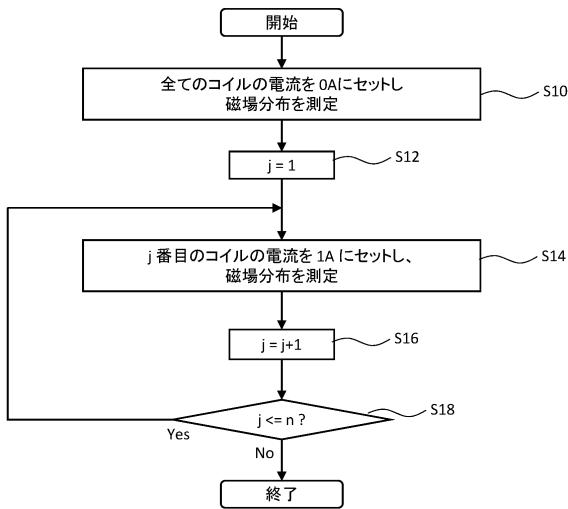 開始
全てのコイルの電流を0Aにセットし
磁場分布を測定
S10
j = 1
S12
j 番目のコイルの電流を 1A にセットし、
磁場分布を測定
S14
j = j+1
S16
j <= n ?
S18
Yes
No
終了